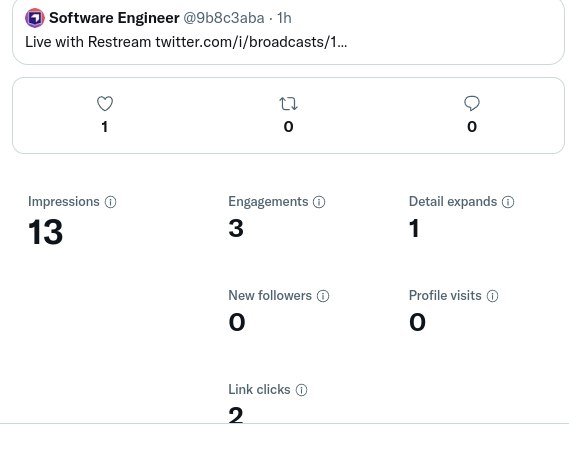 Software Engineer @9b8c3aba · 1h
Live with Restream twitter.com/i/broadcasts/1...
1 0 0
Impressions Engagements Detail expands
13 3 1
New followers Profile visits
0 0
Link clicks
2